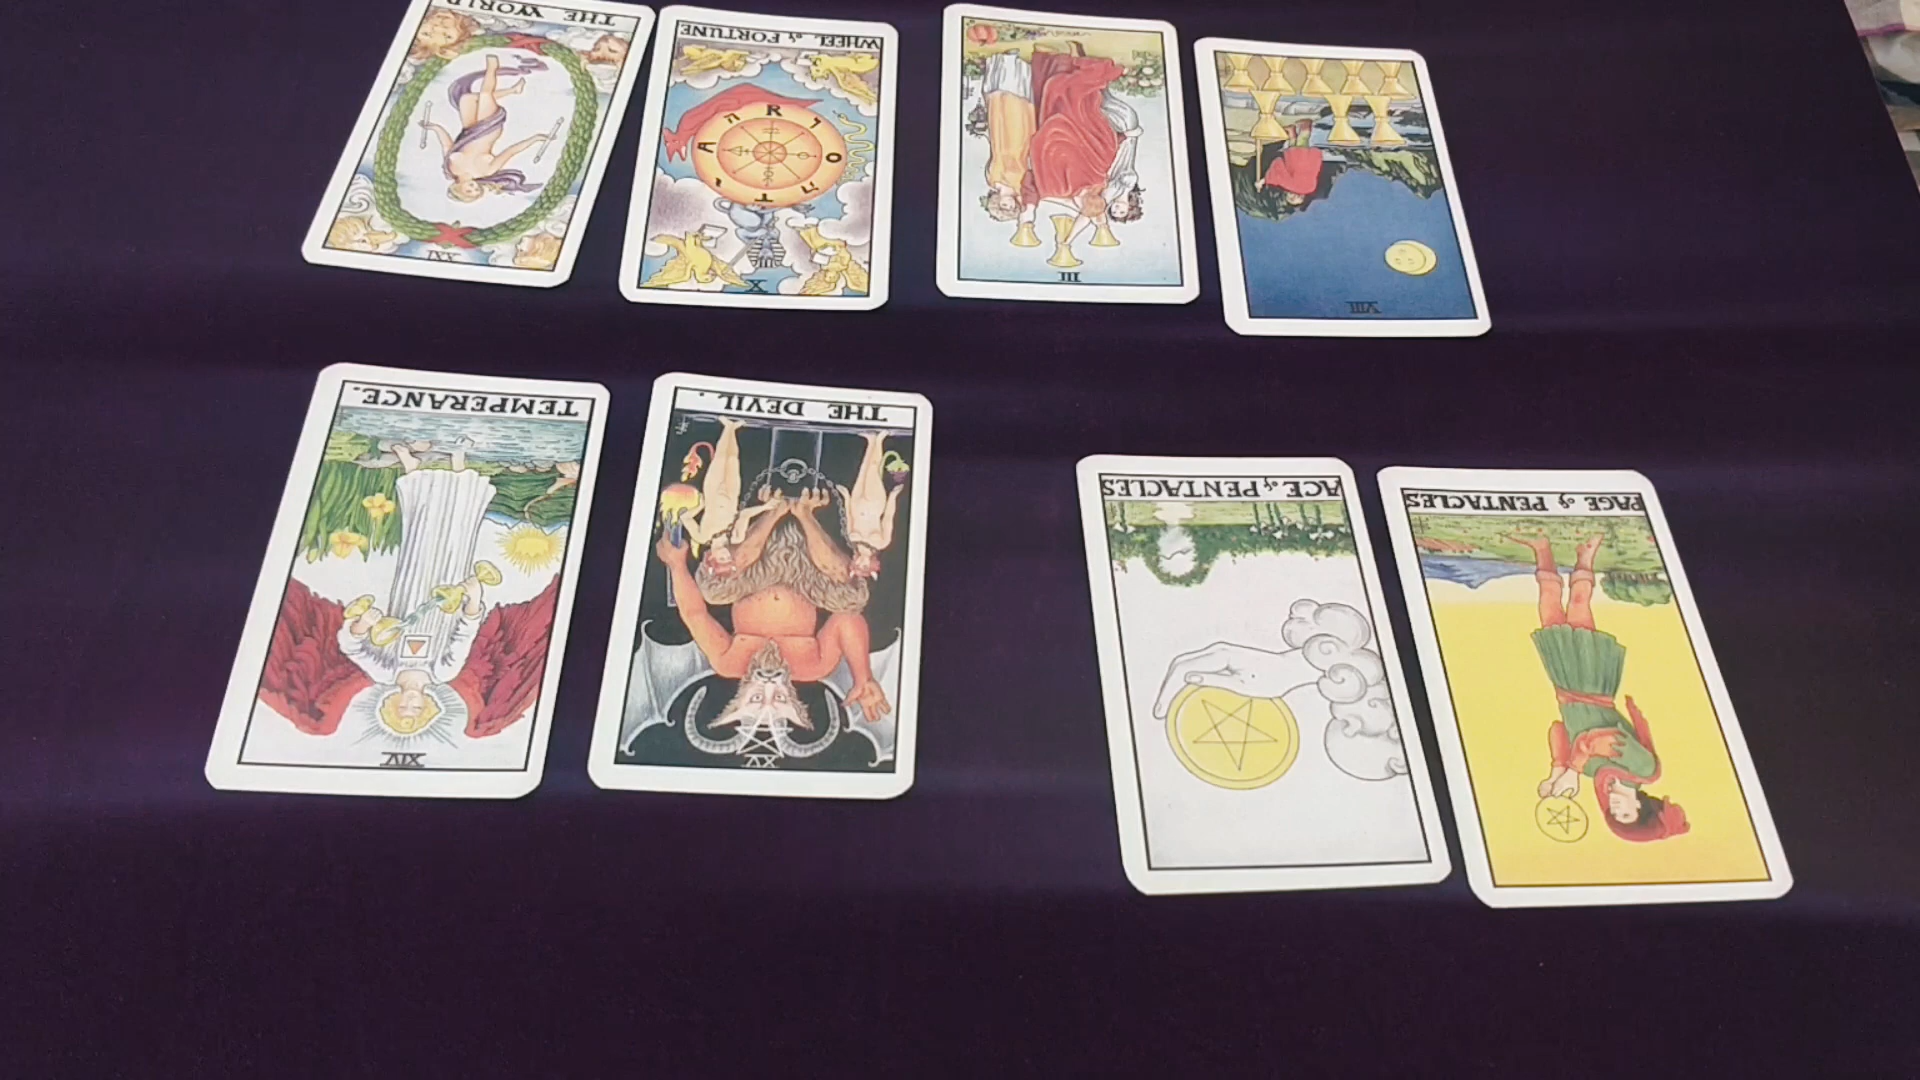 THE WORLD
XXI
WHEEL of FORTUNE
R
O
T
A
X
III
VIII
TEMPERANCE.
XIV
THE DEVIL.
XV
ACE of PENTACLES
PAGE of PENTACLES